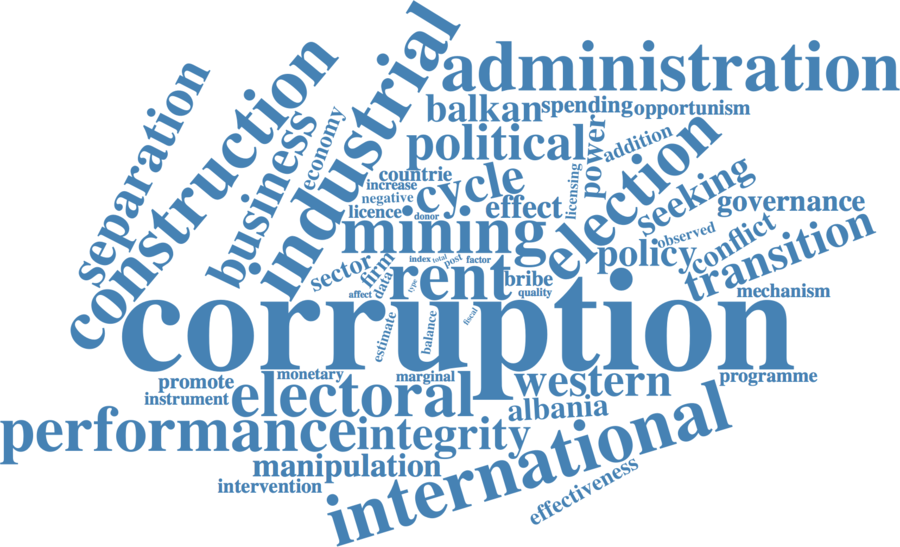 industrial
administration
construction
separation
balkan
spending
opportunism
business
economy
political
power
addition
election
countrie
increase
negative
cycle
licensing
seeking
licence
donor
effect
governance
mining
observed
conflict
policy
transition
sector
firm
data
index
total
post
factor
rent
type
bribe
quality
mechanism
affect
corruption
estimate
balance
fiscal
promote
monetary
marginal
western
programme
instrument
electoral
albania
performance
integrity
international
manipulation
intervention
effectiveness